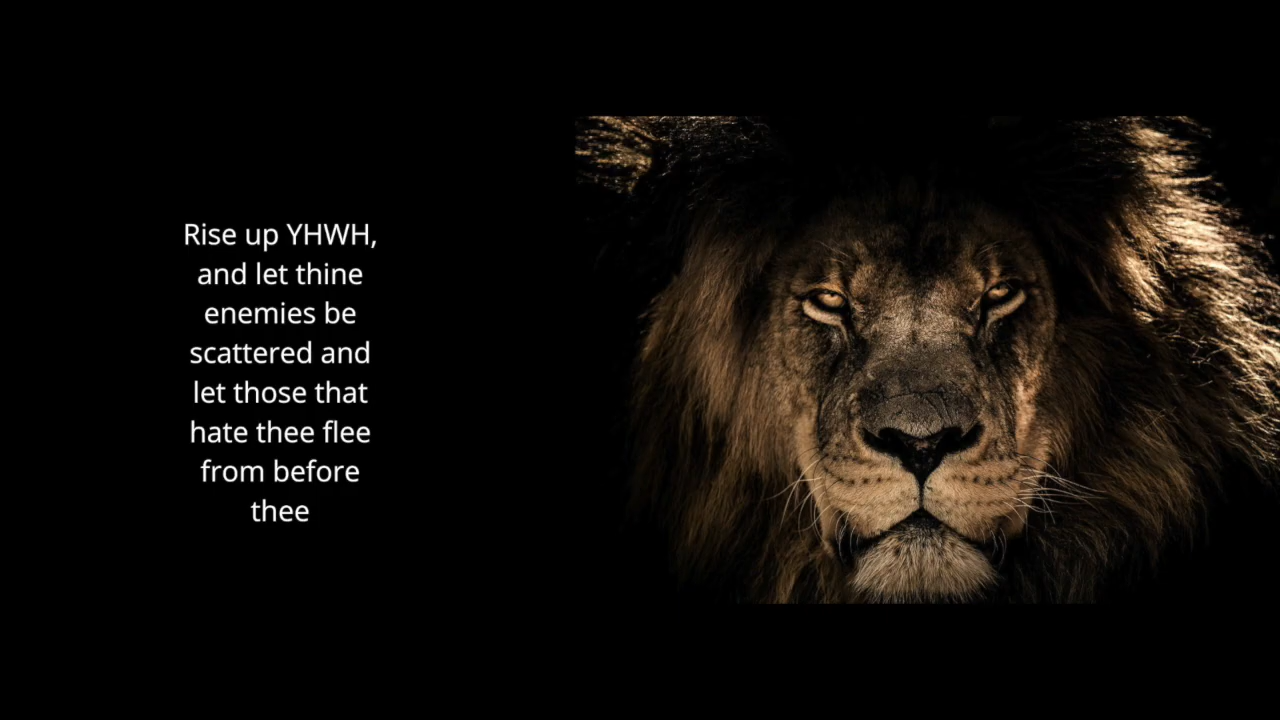 Rise up YHWH,
and let thine
enemies be
scattered and
let those that
hate thee flee
from before
thee